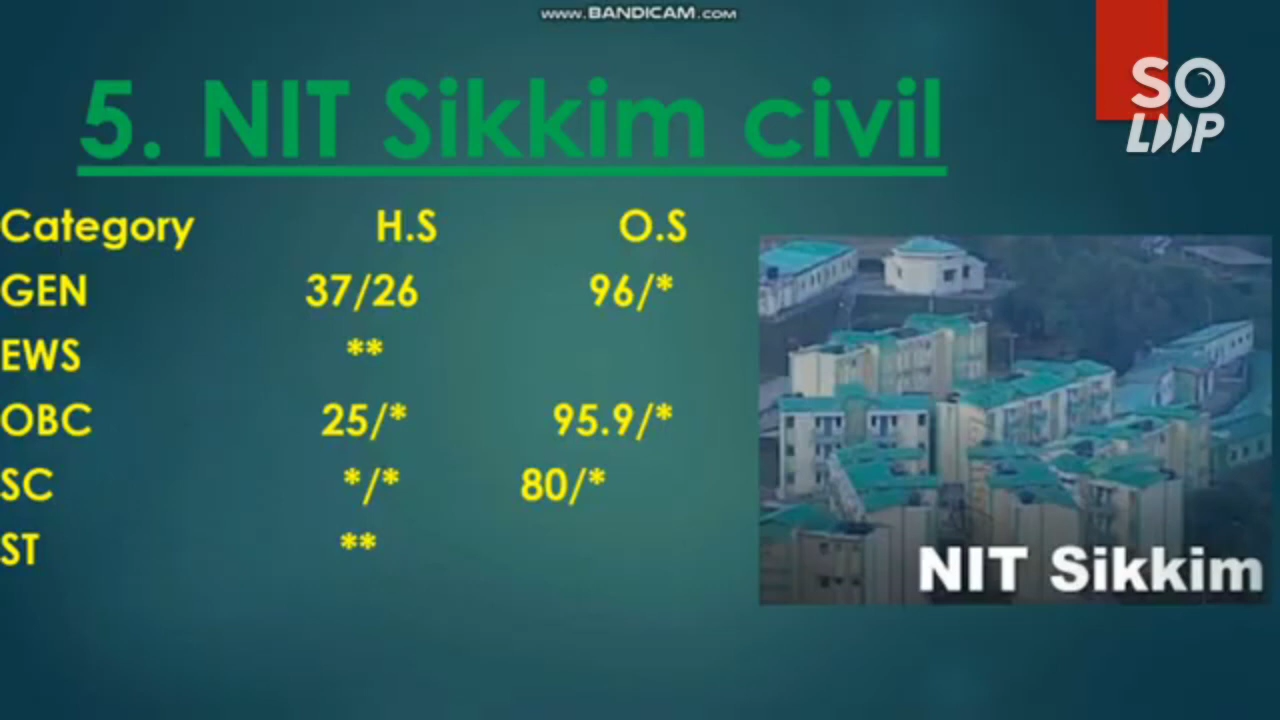 www.BANDICAM.com
SO
LOOP
5. NIT Sikkim civil
Category H.S O.S
GEN 37/26 96/*
EWS **
OBC 25/* 95.9/*
SC */* 80/*
ST **
NIT Sikkim